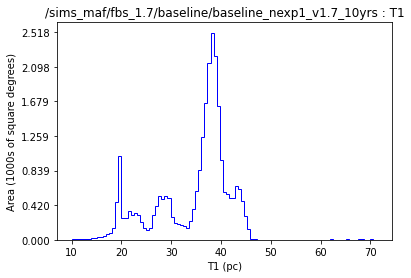 /sims_maf/fbs_1.7/baseline/baseline_nexp1_v1.7_10yrs : T1
2.518
2.098
1.679
1.259
0.839
0.420
0.000
Area (1000s of square degrees)
10 20 30 40 50 60 70
T1 (pc)